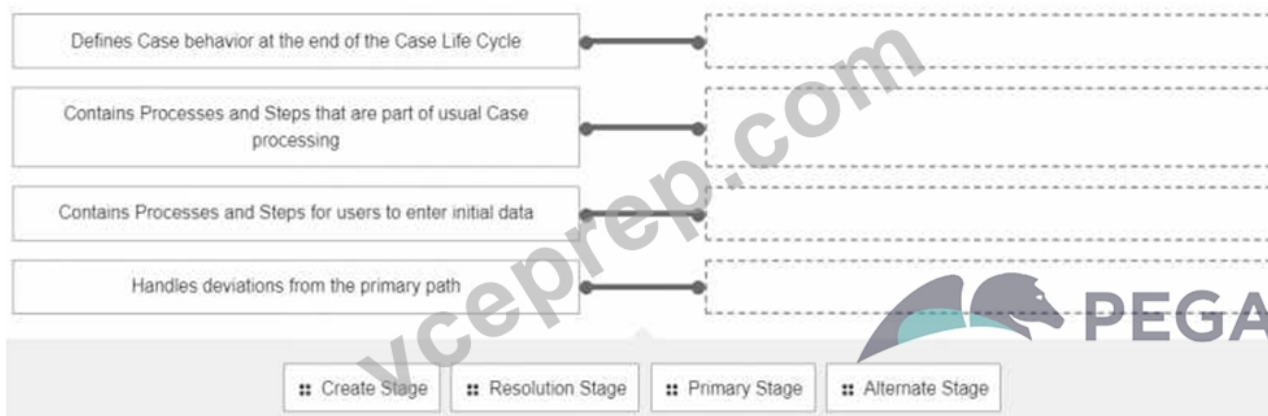 Defines Case behavior at the end of the Case Life Cycle
Contains Processes and Steps that are part of usual Case
processing
Contains Processes and Steps for users to enter initial data
Handles deviations from the primary path
PEGA
Create Stage
Resolution Stage
Primary Stage
Alternate Stage
vceprep.com